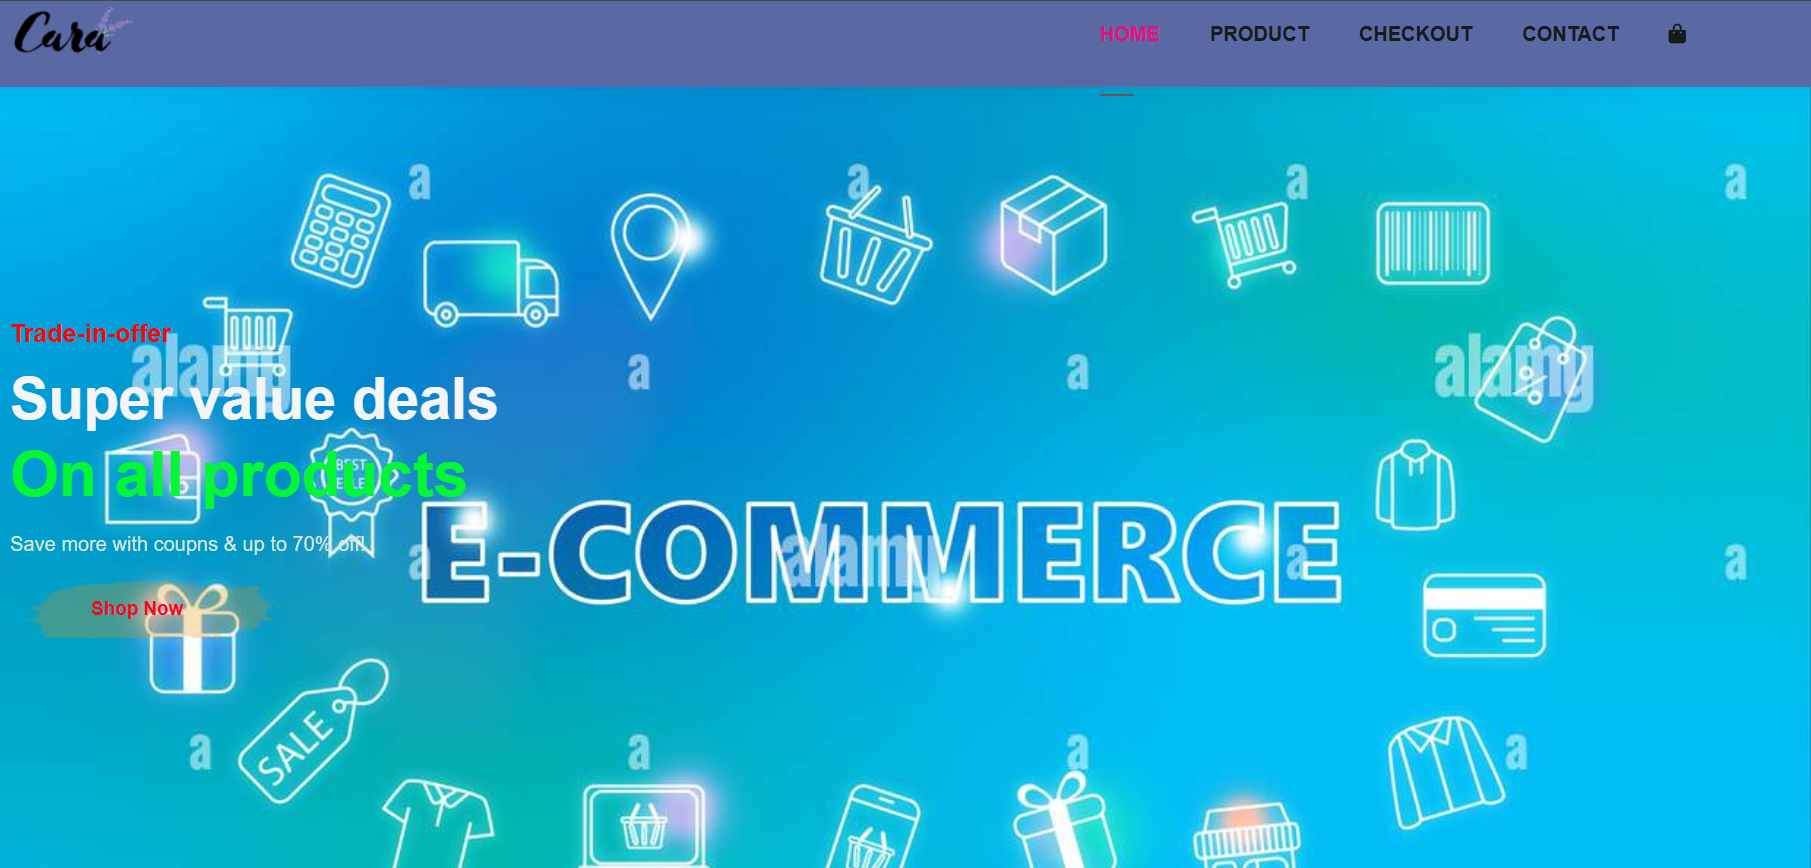 Cara
HOME PRODUCT CHECKOUT CONTACT
a a a a
Trade-in-offer
alamy a a alamy
Super value deals
On all products
BEST
SELLER
E-COMMERCE
Save more with coupns & up to 70% off!
a alamy a a
Shop Now
SALE
a a a a